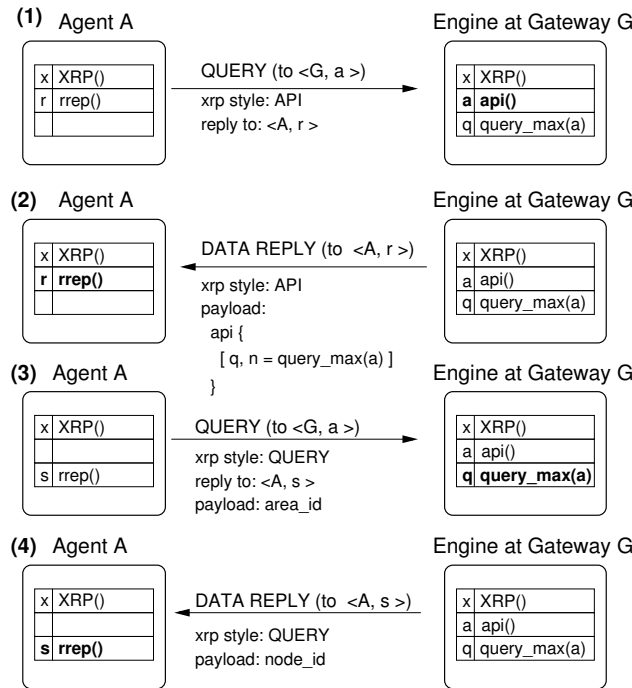 (1) Agent A
Engine at Gateway G
x XRP()
r rrep()
QUERY (to <G, a >)
xrp style: API
reply to: <A, r >
x XRP()
a api()
q query_max(a)
(2) Agent A
Engine at Gateway G
x XRP()
r rrep()
DATA REPLY (to <A, r >)
xrp style: API
payload:
api {
[ q, n = query_max(a) ]
}
x XRP()
a api()
q query_max(a)
(3) Agent A
Engine at Gateway G
x XRP()
s rrep()
QUERY (to <G, a >)
xrp style: QUERY
reply to: <A, s >
payload: area_id
x XRP()
a api()
q query_max(a)
(4) Agent A
Engine at Gateway G
x XRP()
s rrep()
DATA REPLY (to <A, s >)
xrp style: QUERY
payload: node_id
x XRP()
a api()
q query_max(a)